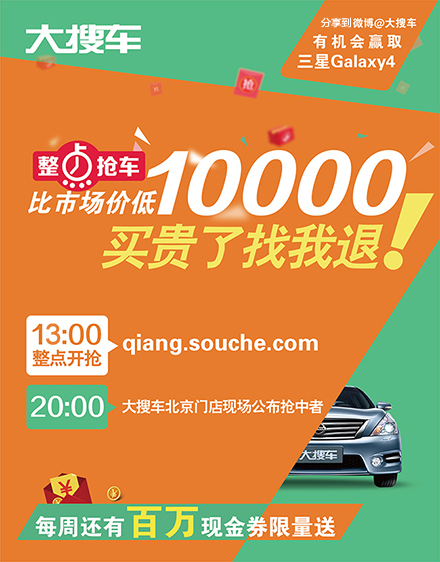 大搜车
分享到微博@大搜车
有机会赢取
三星Galaxy4
抢
整点抢车
比市场价低10000
买贵了找我退！
13:00
整点开抢
qiang.souche.com
20:00
大搜车北京门店现场公布抢中者
大搜车
每周还有百万现金券限量送